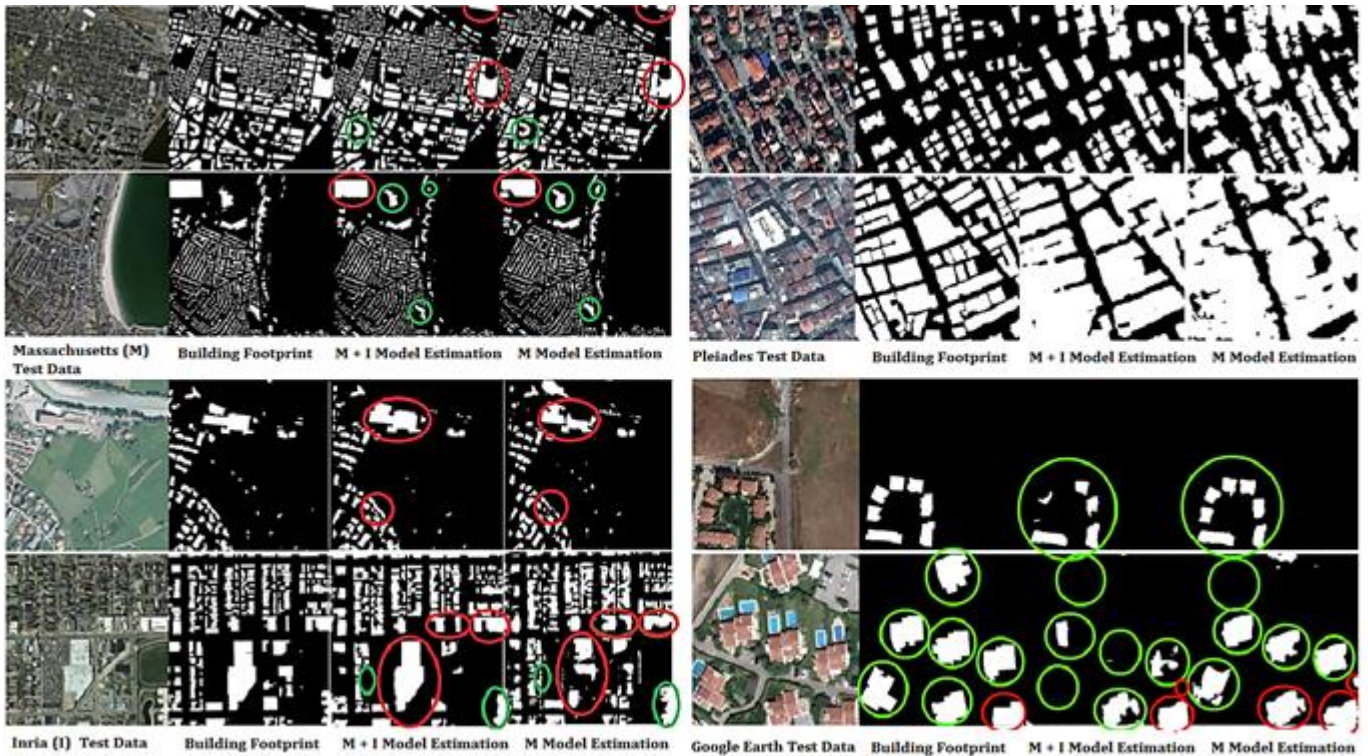 Massachusetts (M)
Test Data
Building Footprint
M + I Model Estimation
M Model Estimation
Pleiades Test Data
Building Footprint
M + I Model Estimation
M Model Estimation
Inria (I) Test Data
Building Footprint
M + I Model Estimation
M Model Estimation
Google Earth Test Data
Building Footprint
M + I Model Estimation
M Model Estimation